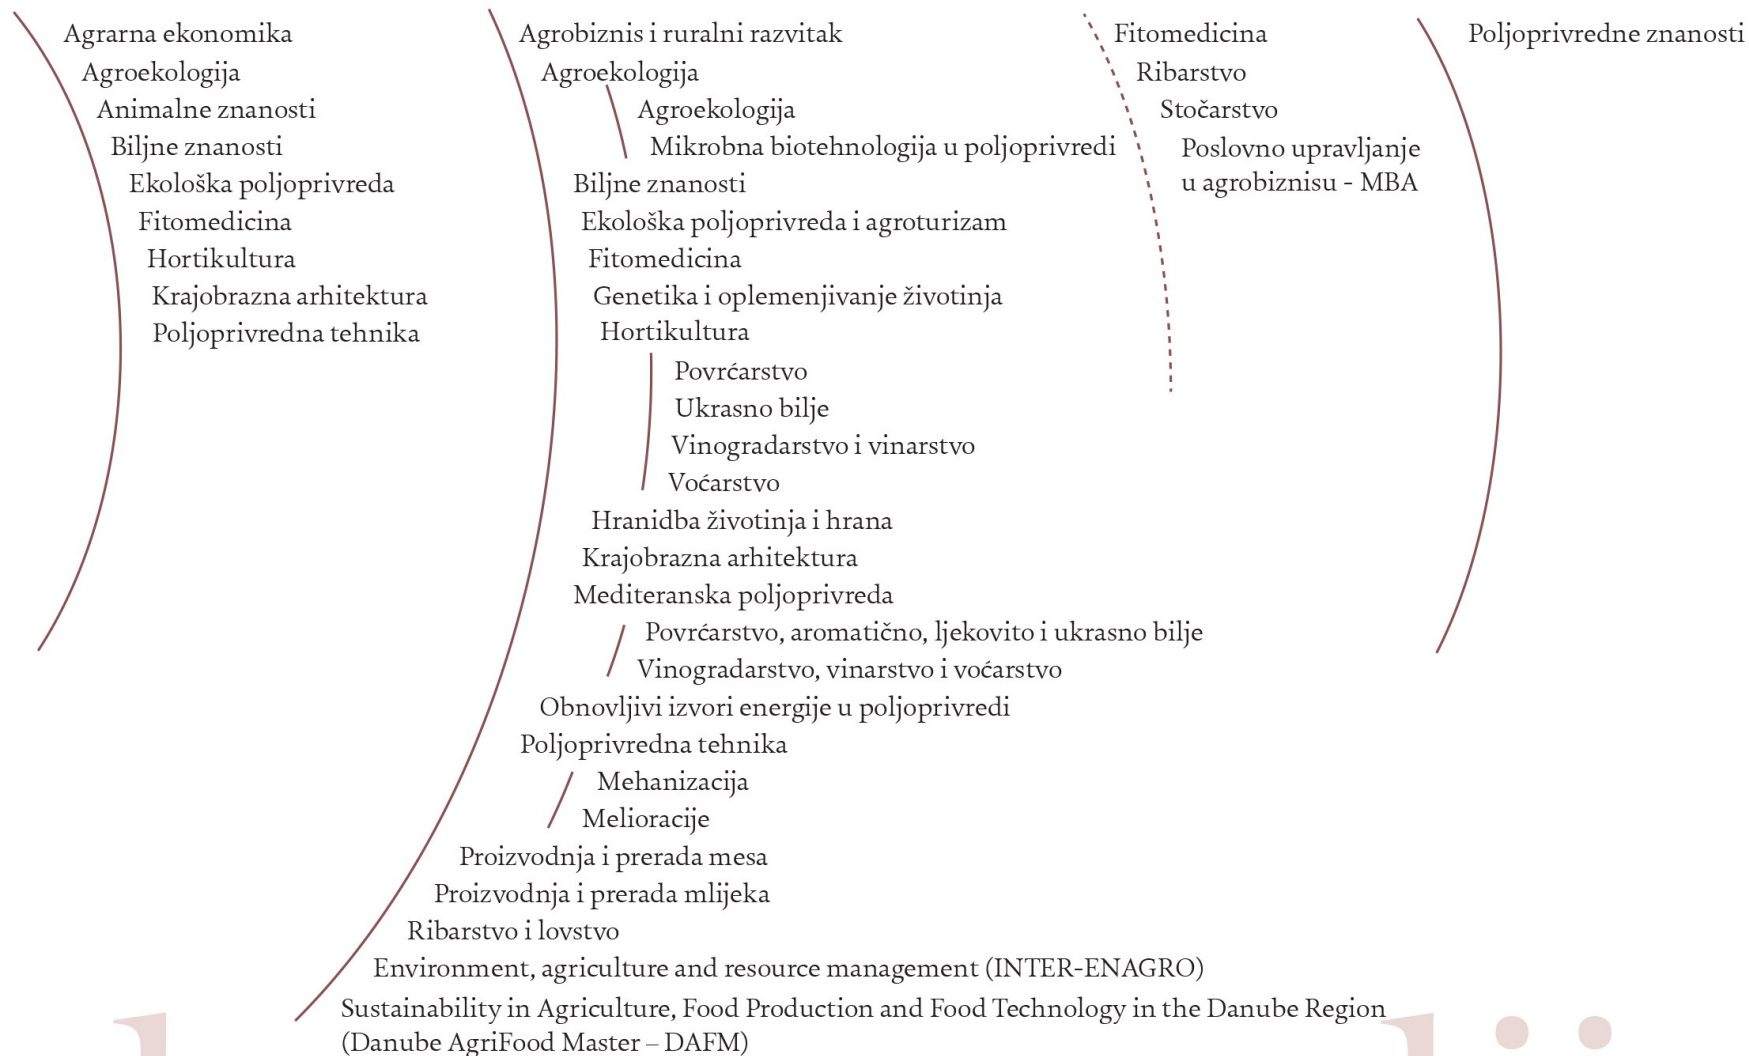 Agrarna ekonomika
Agroekologija
Animalne znanosti
Biljne znanosti
Ekološka poljoprivreda
Fitomedicina
Hortikultura
Krajobrazna arhitektura
Poljoprivredna tehnika
Agrobiznis i ruralni razvitak
Agroekologija
Agroekologija
Mikrobna biotehnologija u poljoprivredi
Biljne znanosti
Ekološka poljoprivreda i agroturizam
Fitomedicina
Genetika i oplemenjivanje životinja
Hortikultura
Povrćarstvo
Ukrasno bilje
Vinogradarstvo i vinarstvo
Voćarstvo
Hranidba životinja i hrana
Krajobrazna arhitektura
Mediteranska poljoprivreda
Povrćarstvo, aromatično, ljekovito i ukrasno bilje
Vinogradarstvo, vinarstvo i voćarstvo
Obnovljivi izvori energije u poljoprivredi
Poljoprivredna tehnika
Mehanizacija
Melioracije
Proizvodnja i prerada mesa
Proizvodnja i prerada mlijeka
Ribarstvo i lovstvo
Environment, agriculture and resource management (INTER-ENAGRO)
Sustainability in Agriculture, Food Production and Food Technology in the Danube Region
(Danube AgriFood Master – DAFM)
Fitomedicina
Ribarstvo
Stočarstvo
Poslovno upravljanje
u agrobiznisu - MBA
Poljoprivredne znanosti